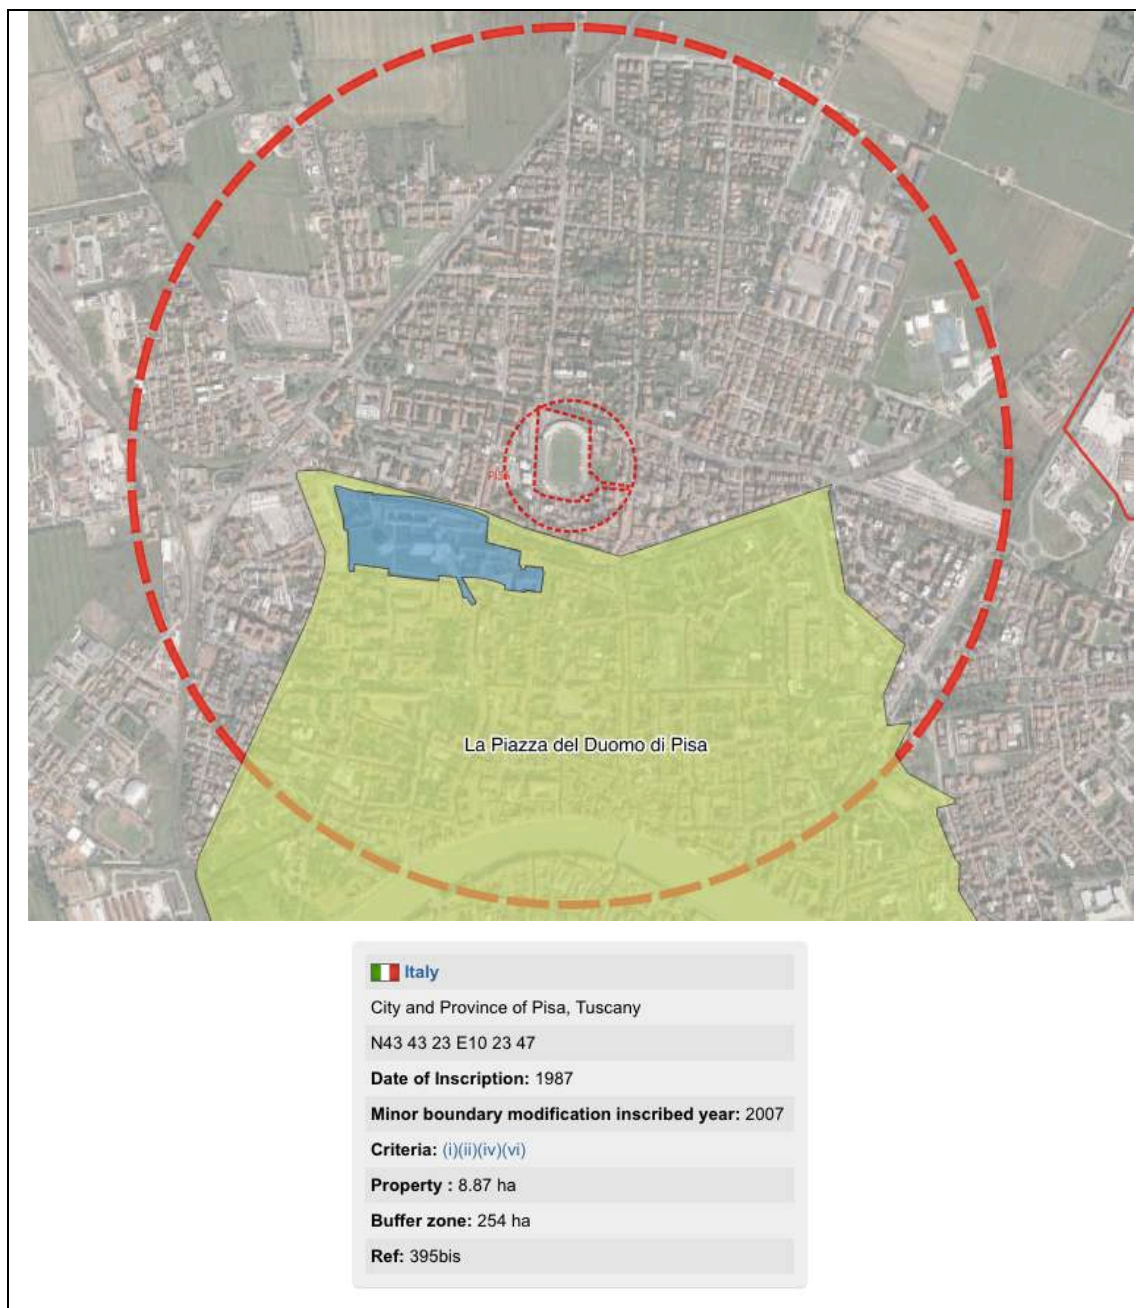 PISA
La Piazza del Duomo di Pisa
Italy
City and Province of Pisa, Tuscany
N43 43 23 E10 23 47
Date of Inscription: 1987
Minor boundary modification inscribed year: 2007
Criteria: (i)(ii)(iv)(vi)
Property : 8.87 ha
Buffer zone: 254 ha
Ref: 395bis